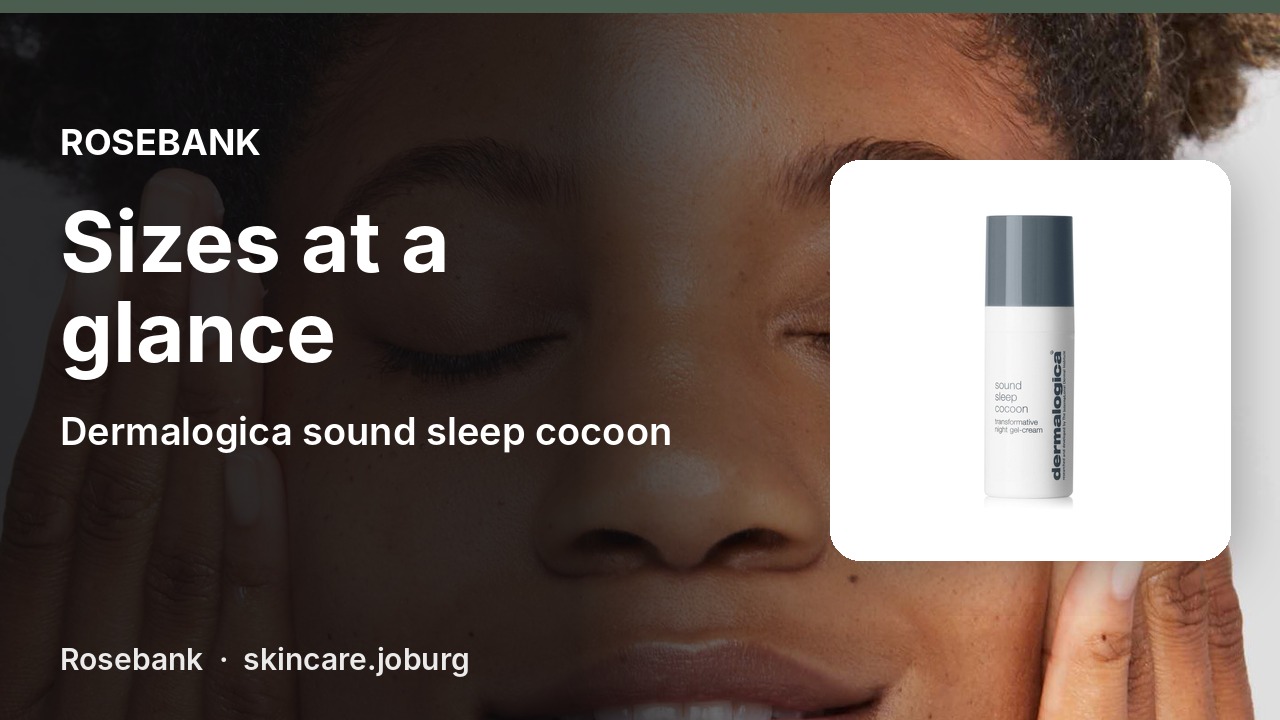 ROSEBANK
Sizes at a
glance
Dermalogica sound sleep cocoon
sound
sleep
cocoon
transformative
night gel-cream
dermalogica
Rosebank · skincare.joburg